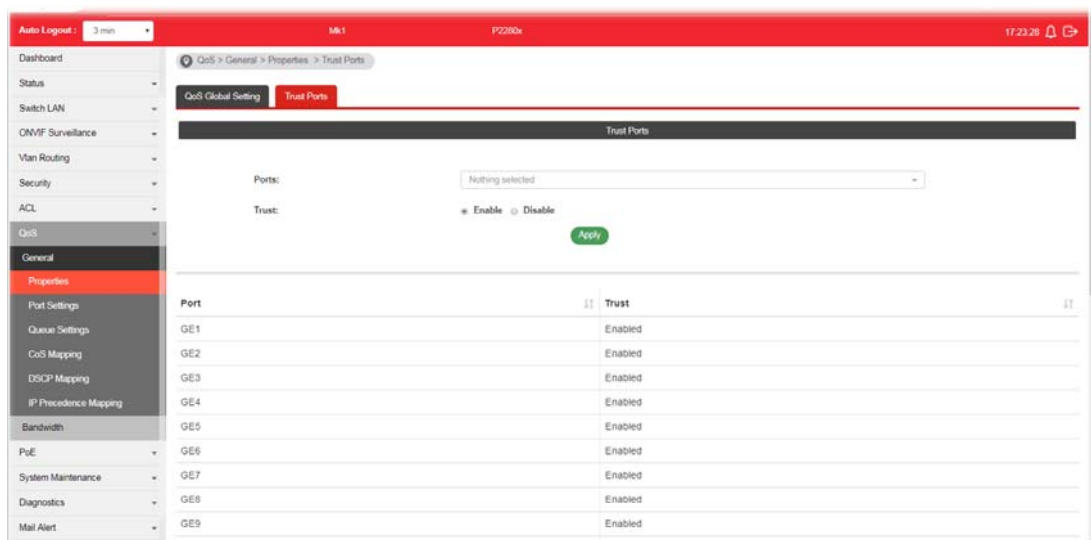 Auto Logout : 3 min Mk1 P2280x 17:23:28
Dashboard
Status
Switch LAN
ONVIF Surveillance
Vlan Routing
Security
ACL
QoS
General
Properties
Port Settings
Queue Settings
CoS Mapping
DSCP Mapping
IP Precedence Mapping
Bandwidth
PoE
System Maintenance
Diagnostics
Mail Alert
QoS > General > Properties > Trust Ports
QoS Global Setting Trust Ports
Trust Ports
Ports: Nothing selected
Trust: Enable Disable
Apply
Port Trust
GE1 Enabled
GE2 Enabled
GE3 Enabled
GE4 Enabled
GE5 Enabled
GE6 Enabled
GE7 Enabled
GE8 Enabled
GE9 Enabled